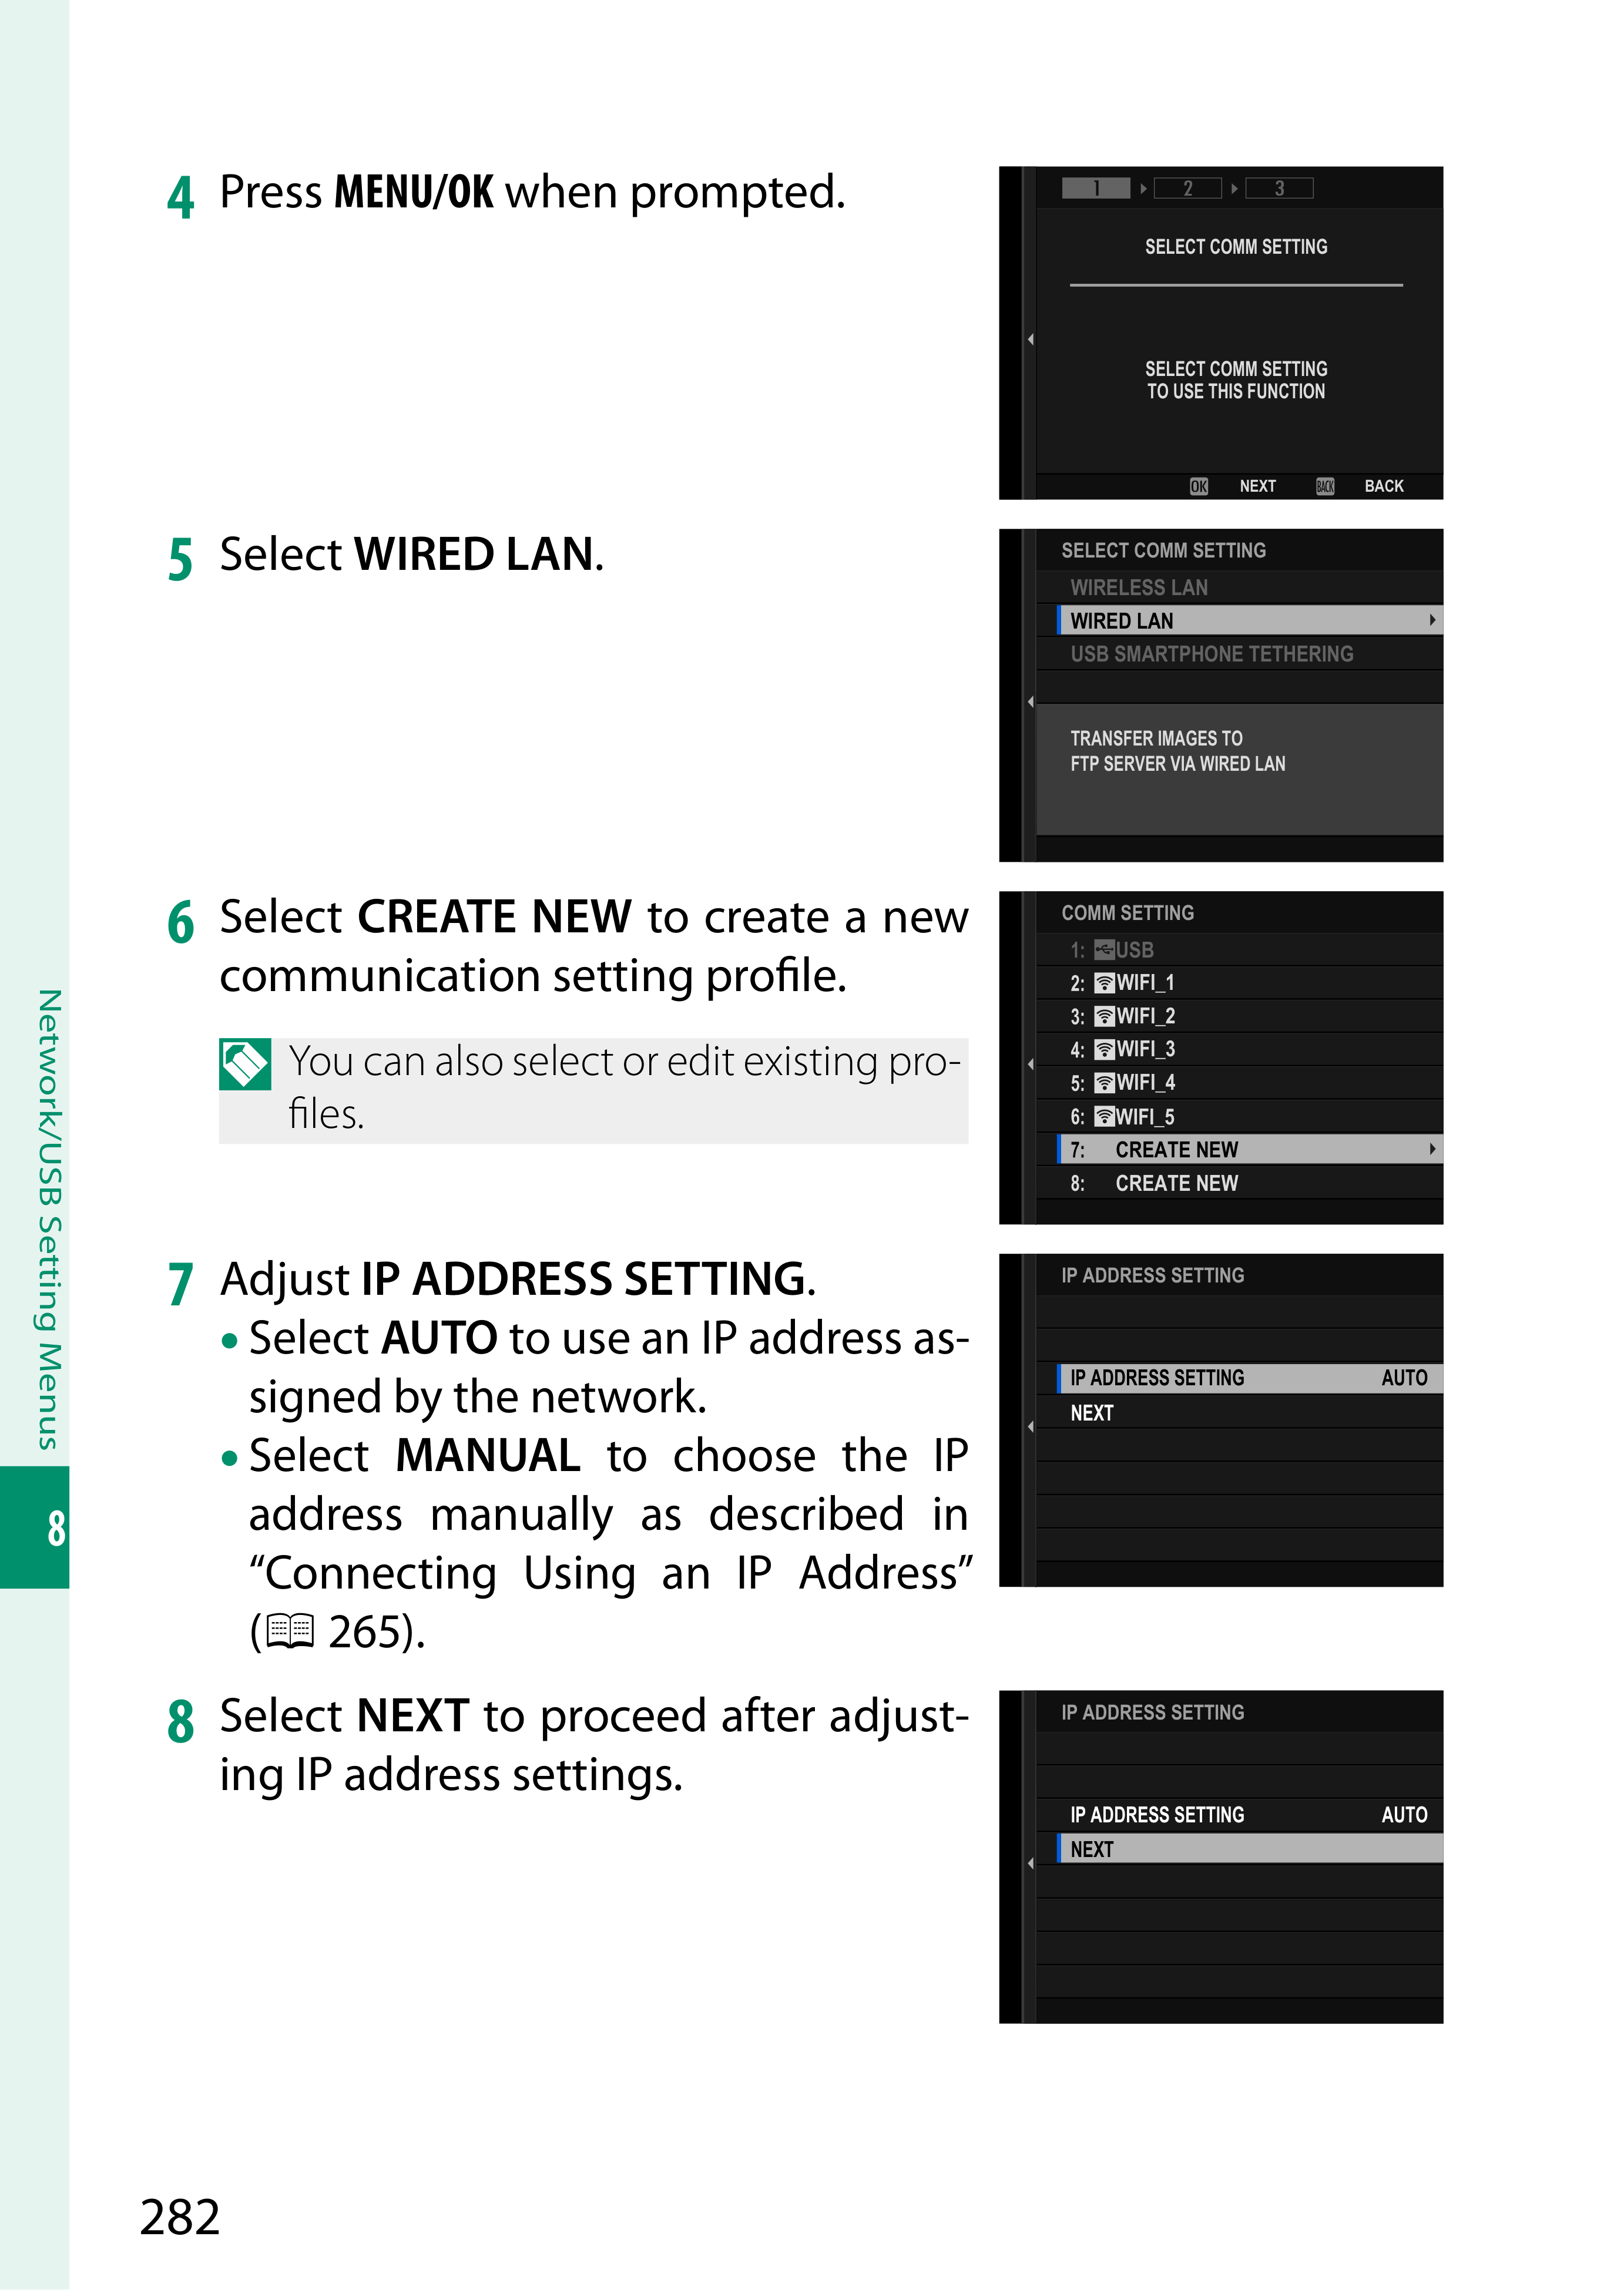 4 Press MENU/OK when prompted.
1 2 3
SELECT COMM SETTING
SELECT COMM SETTING
TO USE THIS FUNCTION
OK NEXT BACK BACK
5 Select WIRED LAN.
SELECT COMM SETTING
WIRELESS LAN
WIRED LAN
USB SMARTPHONE TETHERING
TRANSFER IMAGES TO
FTP SERVER VIA WIRED LAN
6 Select CREATE NEW to create a new
communication setting profile.
You can also select or edit existing pro-
files.
COMM SETTING
1: USB
2: WIFI_1
3: WIFI_2
4: WIFI_3
5: WIFI_4
6: WIFI_5
7: CREATE NEW
8: CREATE NEW
7 Adjust IP ADDRESS SETTING.
• Select AUTO to use an IP address as-
signed by the network.
• Select MANUAL to choose the IP
address manually as described in
“Connecting Using an IP Address”
( 265).
IP ADDRESS SETTING
IP ADDRESS SETTING AUTO
NEXT
8 Select NEXT to proceed after adjust-
ing IP address settings.
IP ADDRESS SETTING
IP ADDRESS SETTING AUTO
NEXT
Network/USB Setting Menus
8
282